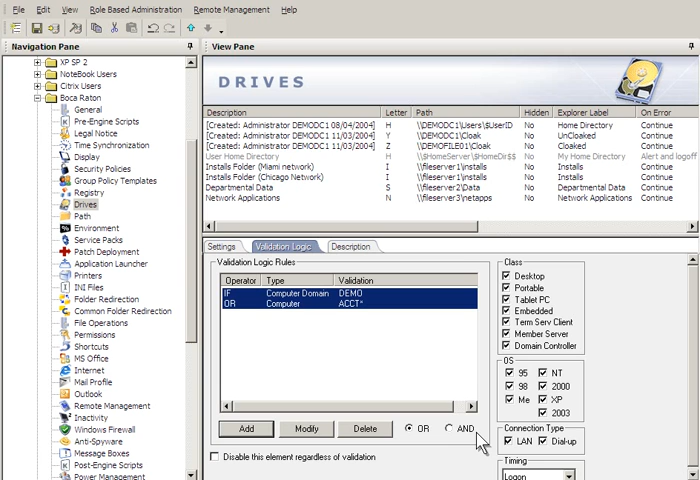 File Edit View Role Based Administration Remote Management Help
Navigation Pane
XP SP 2
NoteBook Users
Citrix Users
Boca Raton
General
Pre-Engine Scripts
Legal Notice
Time Synchronization
Display
Security Policies
Group Policy Templates
Registry
Drives
Path
Environment
Service Packs
Patch Deployment
Application Launcher
Printers
INI Files
Folder Redirection
Common Folder Redirection
File Operations
Permissions
Shortcuts
MS Office
Internet
Mail Profile
Outlook
Remote Management
Inactivity
Windows Firewall
Anti-Spyware
Message Boxes
Post-Engine Scripts
Power Management
View Pane
DRIVES
Description Letter Path Hidden Explorer Label On Error
[Created: Administrator DEMODC1 08/04/2004] H \\DEMODC1\Users\$UserID No Home Directory Continue
[Created: Administrator DEMODC1 11/03/2004] Y \\DEMODC1\Cloak No UnCloaked Continue
[Created: Administrator DEMODC1 11/03/2004] Z \\DEMOFILE01\Cloak No Cloaked Continue
User Home Directory H \\$HomeServer\$HomeDir$$ No My Home Directory Alert and logoff
Installs Folder (Miami network) I \\fileserver1\installs No Installs Continue
Installs Folder (Chicago Network) I \\fileserver1\installs No Installs Continue
Departmental Data S \\fileserver2\Data No Departmental Data Continue
Network Applications N \\fileserver3\netapps No Network Applications Continue
Settings Validation Logic Description
Validation Logic Rules
Operator Type Validation
IF Computer Domain DEMO
OR Computer ACCT*
Add Modify Delete OR AND
Disable this element regardless of validation
Class
Desktop
Portable
Tablet PC
Embedded
Term Serv Client
Member Server
Domain Controller
OS
95 NT
98 2000
Me XP
2003
Connection Type
LAN Dial-up
Timing
Logon